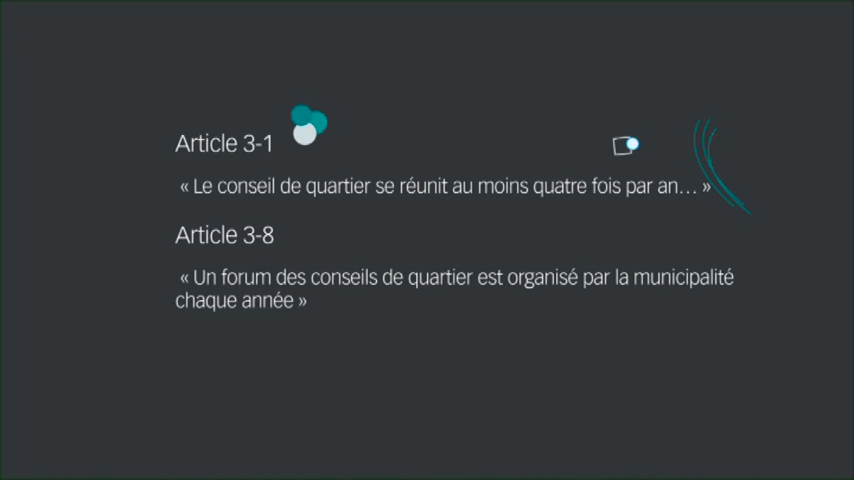 Article 3-1
« Le conseil de quartier se réunit au moins quatre fois par an… »
Article 3-8
« Un forum des conseils de quartier est organisé par la municipalité
chaque année »